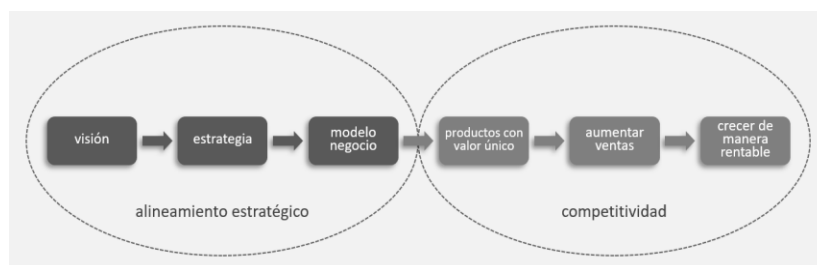 visión
estrategia
modelo
negocio
productos con
valor único
aumentar
ventas
crecer de
manera
rentable
alineamiento estratégico
competitividad